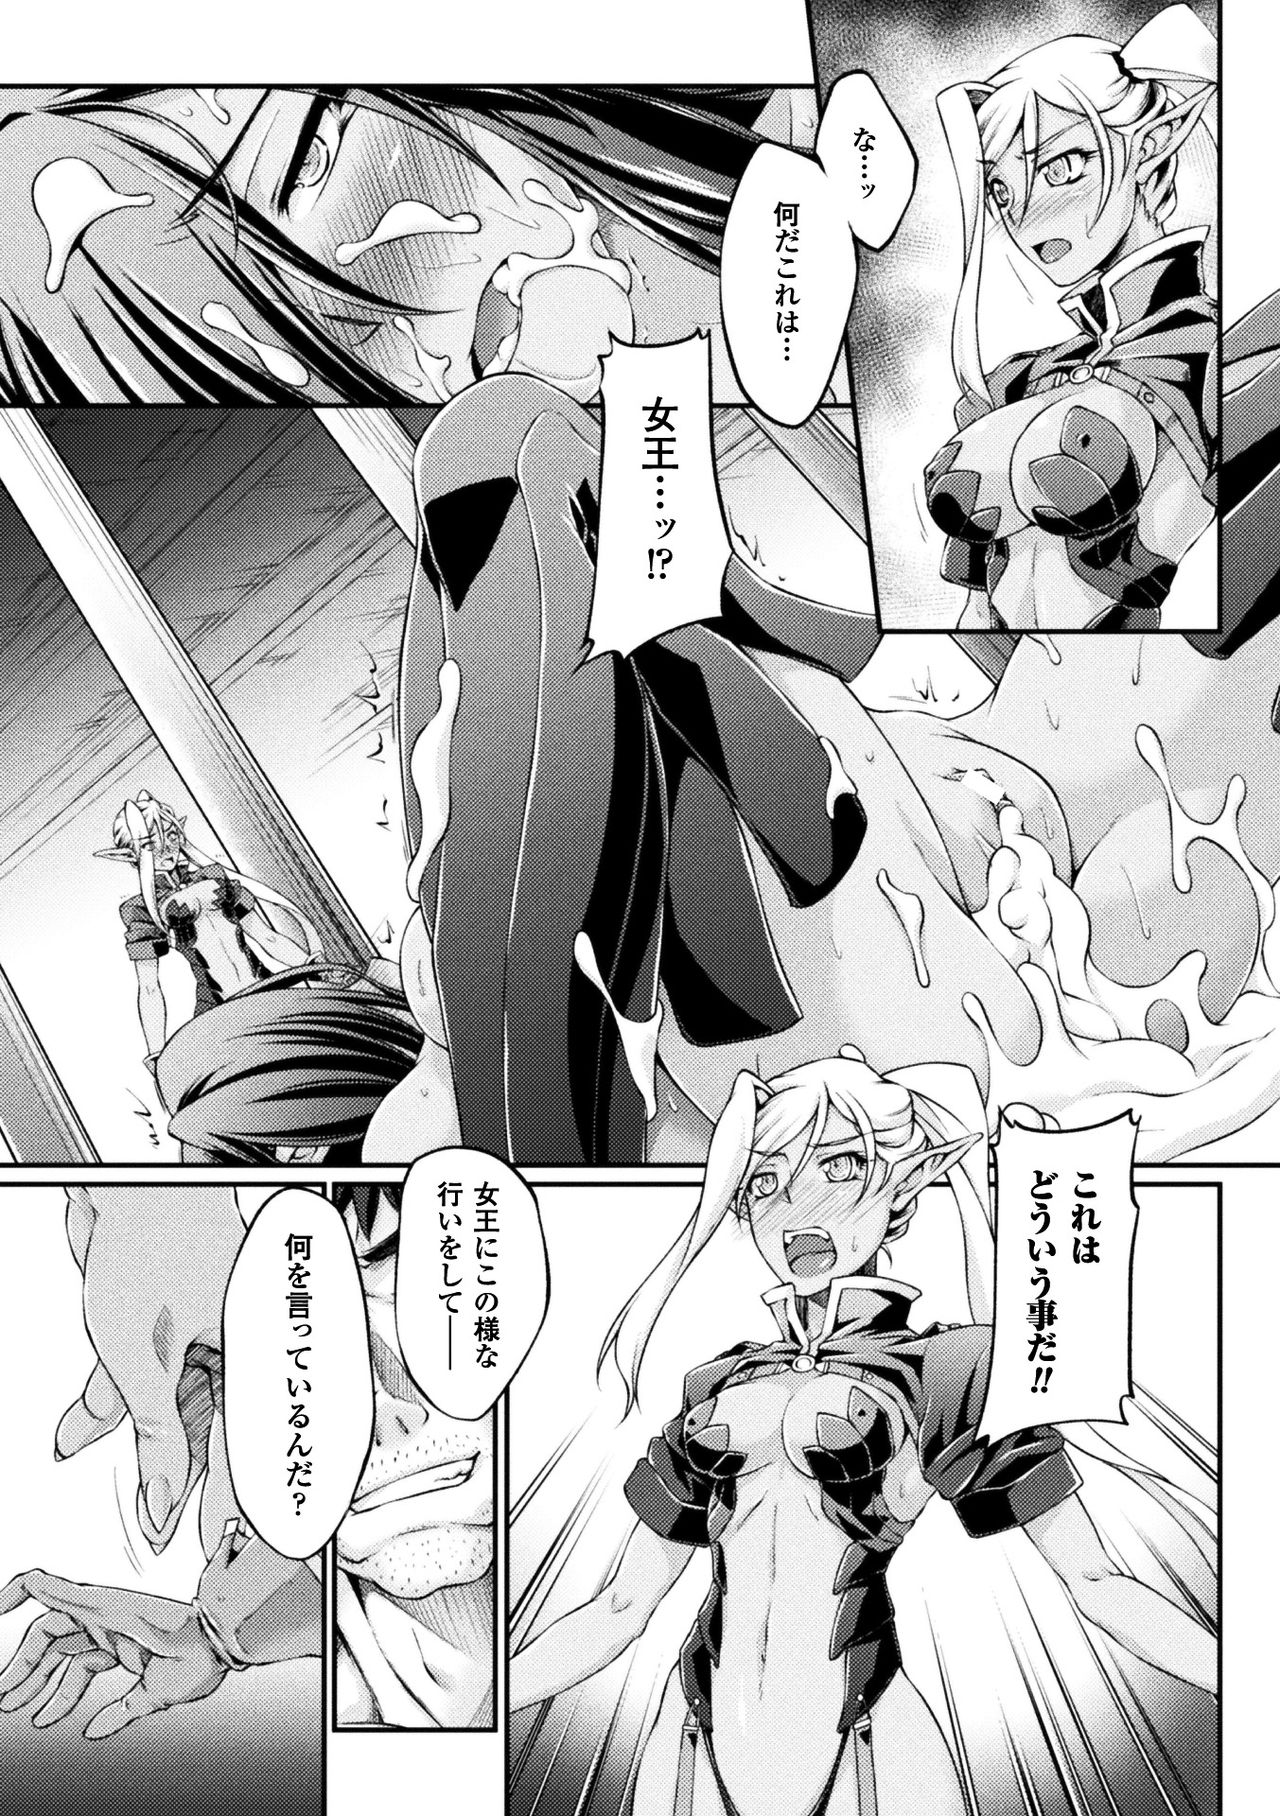 な…ッ
何だこれは…
女王…ッ!?
これは
どういう事だ!!
女王にこの様な
行いをして――
何を言っているんだ?